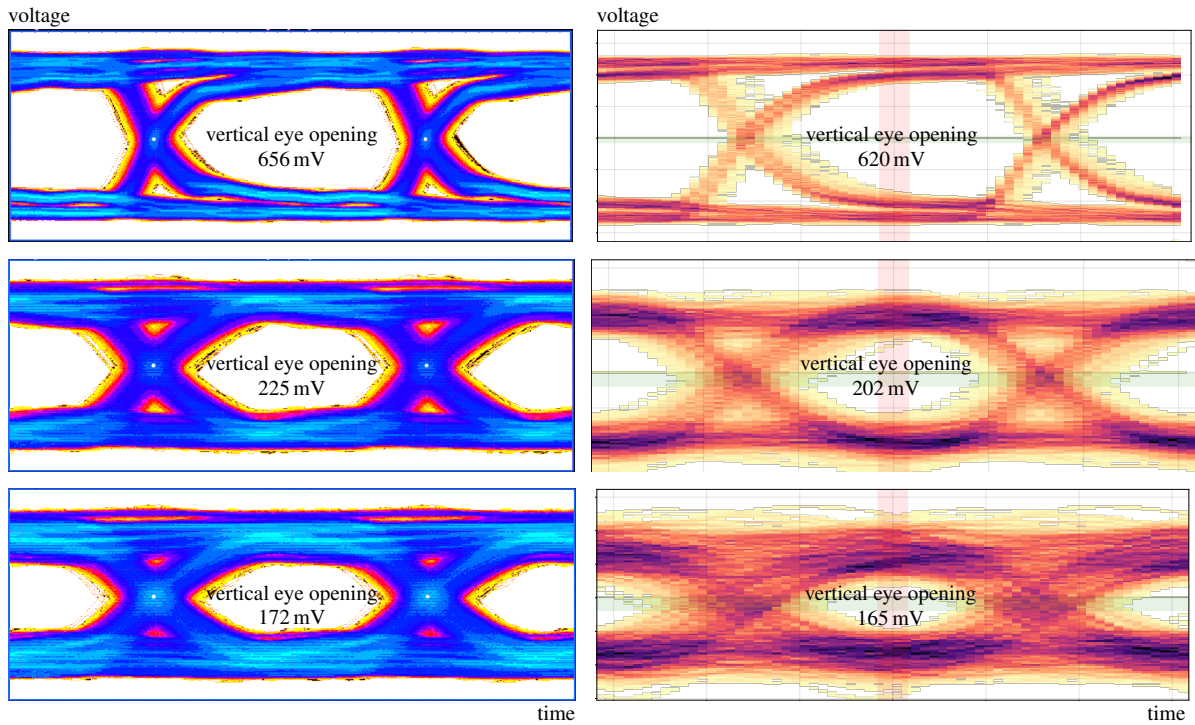 voltage
voltage
vertical eye opening
656 mV
vertical eye opening
620 mV
vertical eye opening
225 mV
vertical eye opening
202 mV
vertical eye opening
172 mV
vertical eye opening
165 mV
time
time